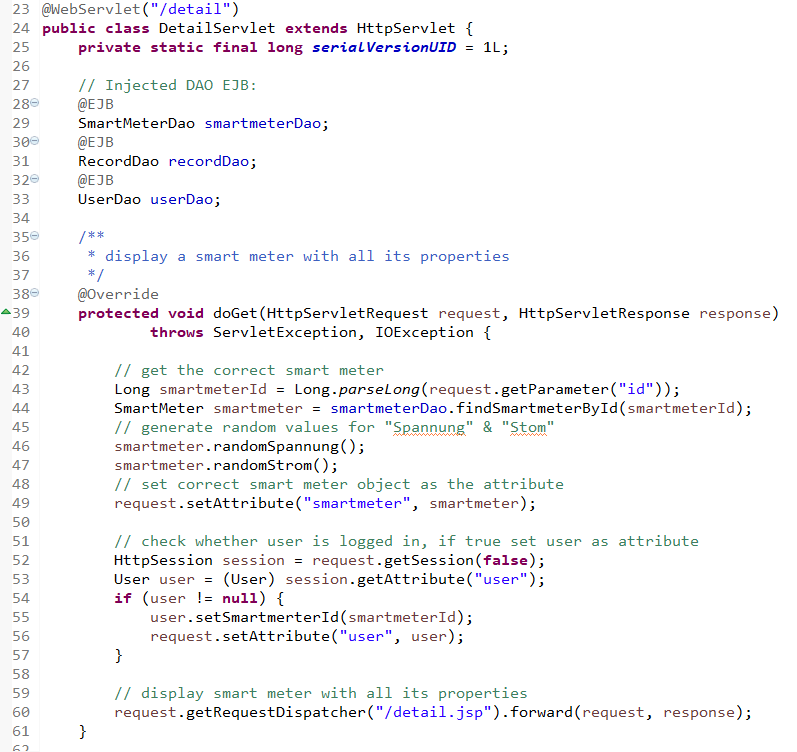 23 @WebServlet("/detail")
24 public class DetailServlet extends HttpServlet {
25     private static final long serialVersionUID = 1L;
26
27     // Injected DAO EJB:
28     @EJB
29     SmartMeterDao smartmeterDao;
30     @EJB
31     RecordDao recordDao;
32     @EJB
33     UserDao userDao;
34
35     /**
36      * display a smart meter with all its properties
37      */
38     @Override
39     protected void doGet(HttpServletRequest request, HttpServletResponse response)
40             throws ServletException, IOException {
41
42         // get the correct smart meter
43         Long smartmeterId = Long.parseLong(request.getParameter("id"));
44         SmartMeter smartmeter = smartmeterDao.findSmartmeterById(smartmeterId);
45         // generate random values for "Spannung" & "Stom"
46         smartmeter.randomSpannung();
47         smartmeter.randomStrom();
48         // set correct smart meter object as the attribute
49         request.setAttribute("smartmeter", smartmeter);
50
51         // check whether user is logged in, if true set user as attribute
52         HttpSession session = request.getSession(false);
53         User user = (User) session.getAttribute("user");
54         if (user != null) {
55             user.setSmartmerterId(smartmeterId);
56             request.setAttribute("user", user);
57         }
58
59         // display smart meter with all its properties
60         request.getRequestDispatcher("/detail.jsp").forward(request, response);
61     }
62